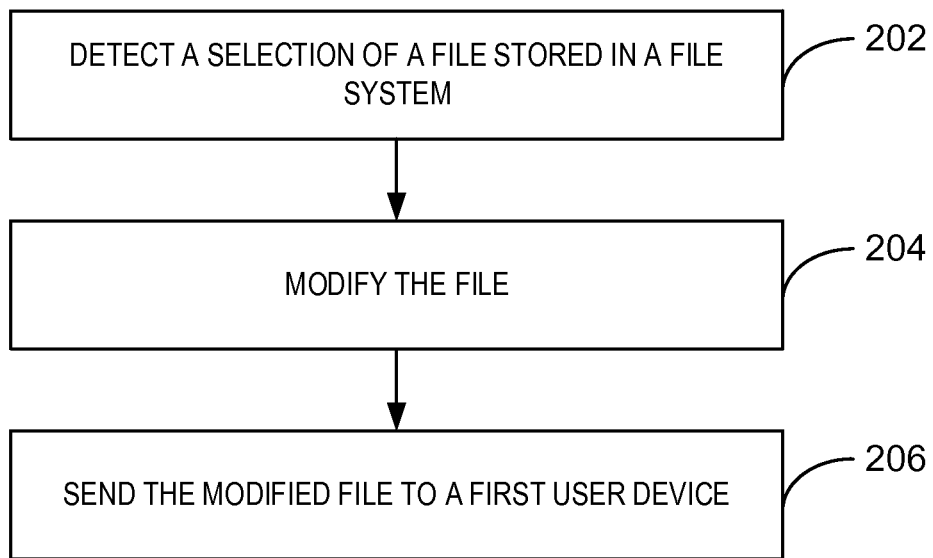 DETECT A SELECTION OF A FILE STORED IN A FILE
SYSTEM
202
MODIFY THE FILE
204
SEND THE MODIFIED FILE TO A FIRST USER DEVICE
206